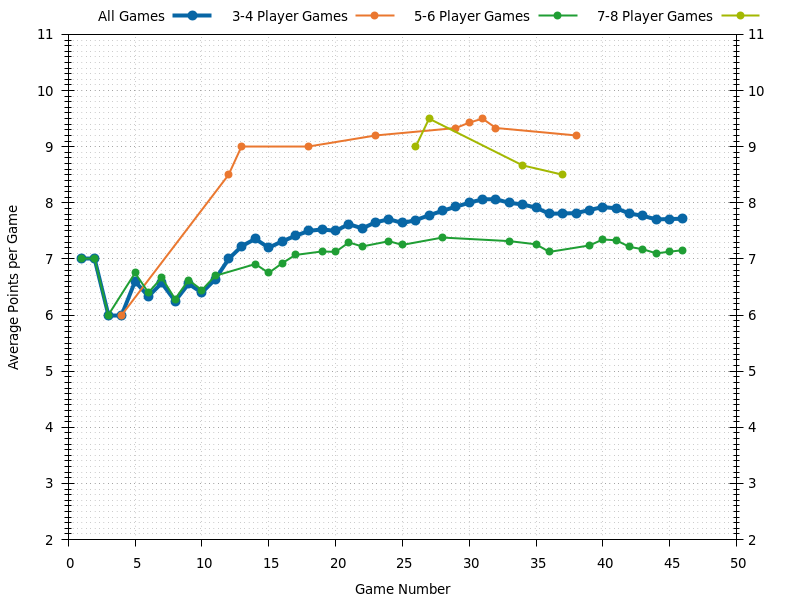 All Games 3-4 Player Games 5-6 Player Games 7-8 Player Games
11 11
10 10
9 9
8 8
7 7
6 6
5 5
4 4
3 3
2 2
Average Points per Game
0 5 10 15 20 25 30 35 40 45 50
Game Number